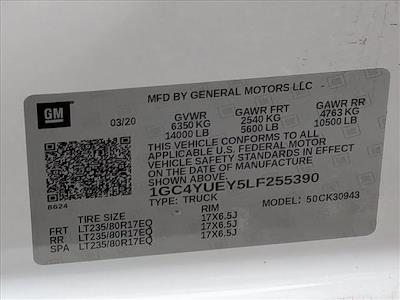 MFD BY GENERAL MOTORS LLC
GM
03/20 GVWR GAWR FRT GAWR RR
6350 KG 2540 KG 4763 KG
14000 LB 5600 LB 10500 LB
THIS VEHICLE CONFORMS TO ALL
APPLICABLE U.S. FEDERAL MOTOR
VEHICLE SAFETY STANDARDS IN EFFECT ON
THE DATE OF MANUFACTURE SHOWN ABOVE.
1GC4YUEY5LF255390
8624 TYPE: TRUCK MODEL: 50CK30943
TIRE SIZE RIM
FRT LT235/80R17EQ 17X6.5J
RR LT235/80R17EQ 17X6.5J
SPA LT235/80R17EQ 17X6.5J